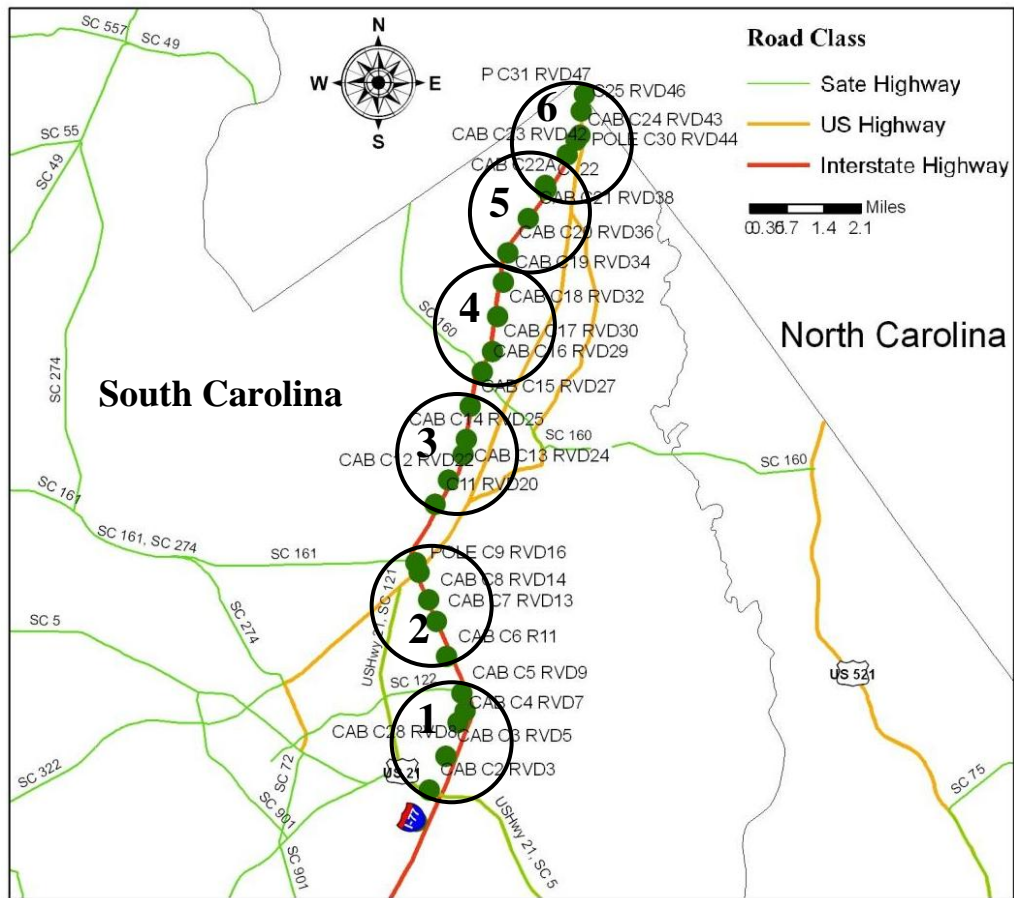 SC 557
SC 49
N
W
E
S
Road Class
Sate Highway
US Highway
Interstate Highway
Miles
1.4
2.1
P C31 RVD47
C25 RVD46
6
CAB C24 RVD43
CAB C23 RVD42
POLE C30 RVD44
SC 55
SC 49
CAB C22A
5
CAB C21 RVD38
CAB C20 RVD36
CAB C19 RVD34
4
CAB C18 RVD32
SC 160
CAB C17 RVD30
CAB C16 RVD29
North Carolina
SC 274
South Carolina
CAB C15 RVD27
CAB C14 RVD25
3
SC 160
CAB C12 RVD22
CAB C13 RVD24
SC 160
C11 RVD20
SC 161
SC 161, SC 274
SC 161
POLE C9 RVD16
CAB C8 RVD14
CAB C7 RVD13
USHwy 21, SC 121
SC 5
SC 274
2
CAB C6 R11
CAB C5 RVD9
US 521
SC 122
CAB C4 RVD7
1
CAB C28 RVD8
CAB C3 RVD5
SC 322
SC 72
US 21
CAB C2 RVD3
SC 75
SC 901
I-77
USHwy 21, SC 5
SC 901